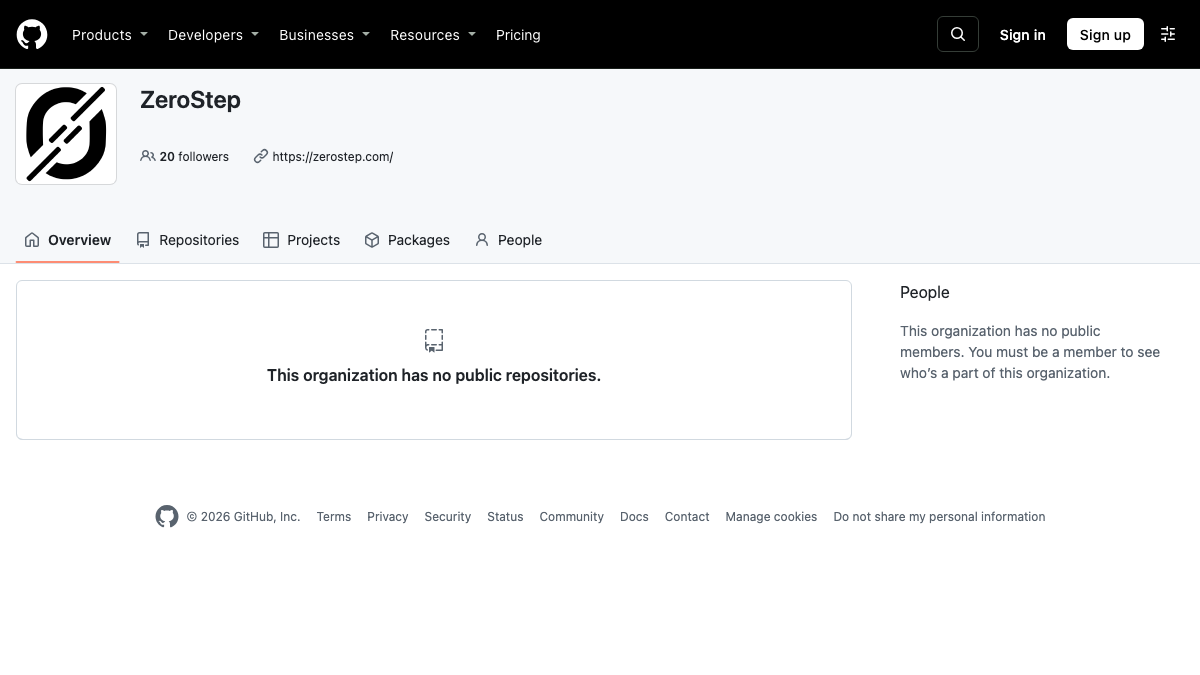 Products Developers Businesses Resources Pricing Sign in Sign up
ZeroStep
20 followers https://zerostep.com/
Overview Repositories Projects Packages People
This organization has no public repositories.
People
This organization has no public
members. You must be a member to see
who’s a part of this organization.
© 2026 GitHub, Inc. Terms Privacy Security Status Community Docs Contact Manage cookies Do not share my personal information